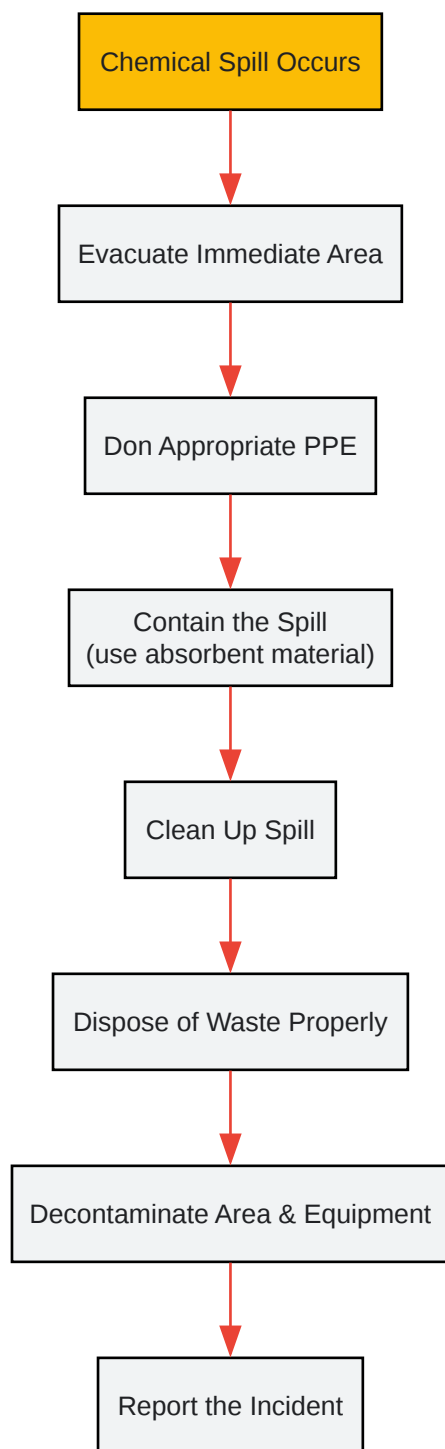 Chemical Spill Occurs
Evacuate Immediate Area
Don Appropriate PPE
Contain the Spill
(use absorbent material)
Clean Up Spill
Dispose of Waste Properly
Decontaminate Area & Equipment
Report the Incident